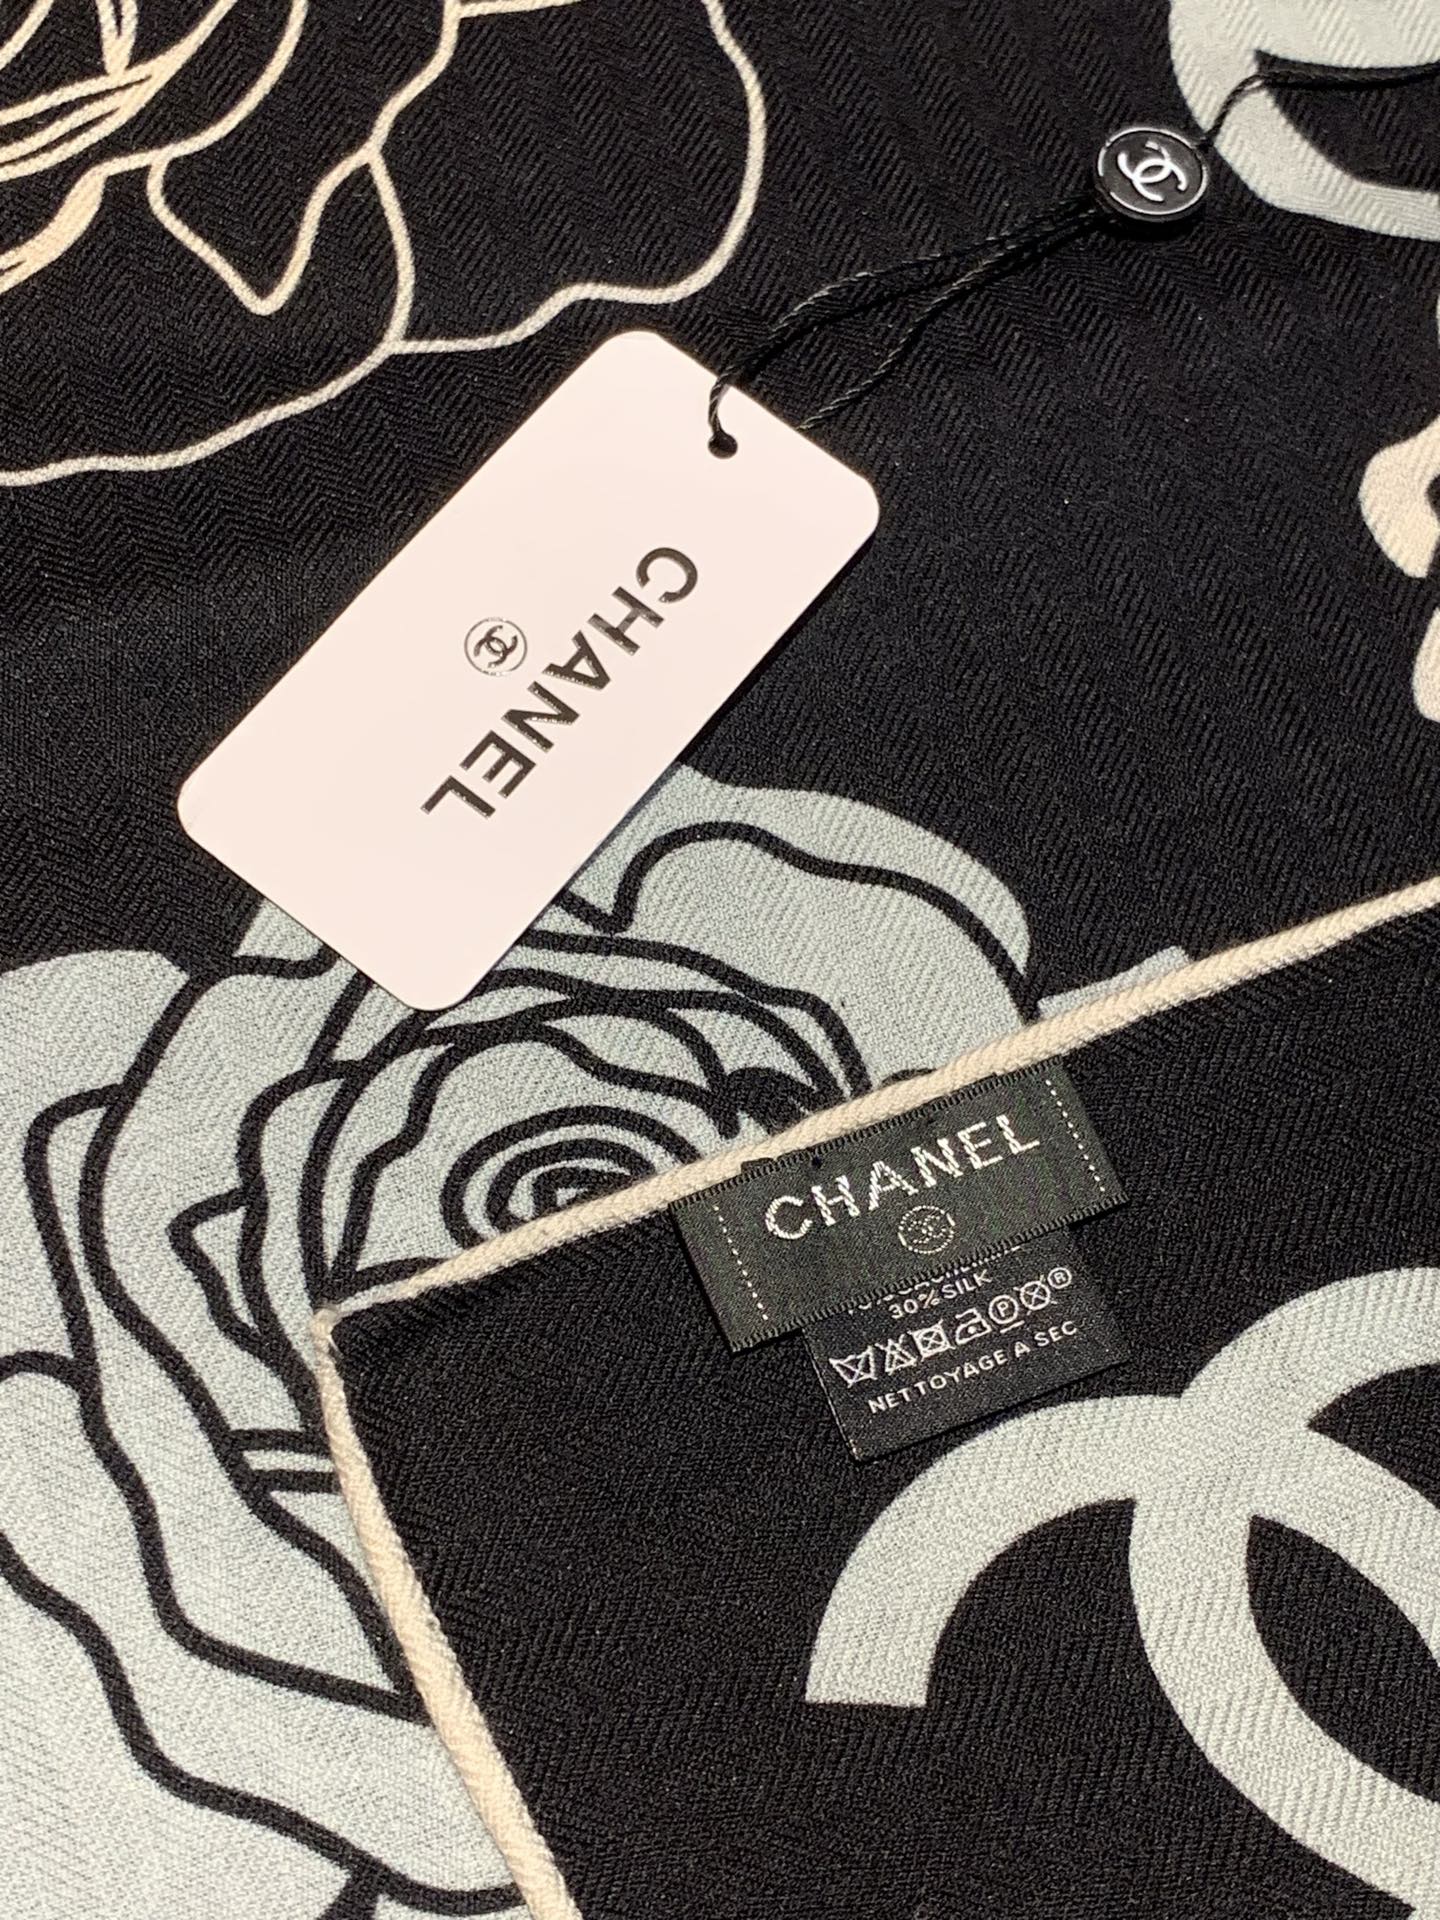 CHANEL
CHANEL
30% SILK
P R
NETTOYAGE A SEC